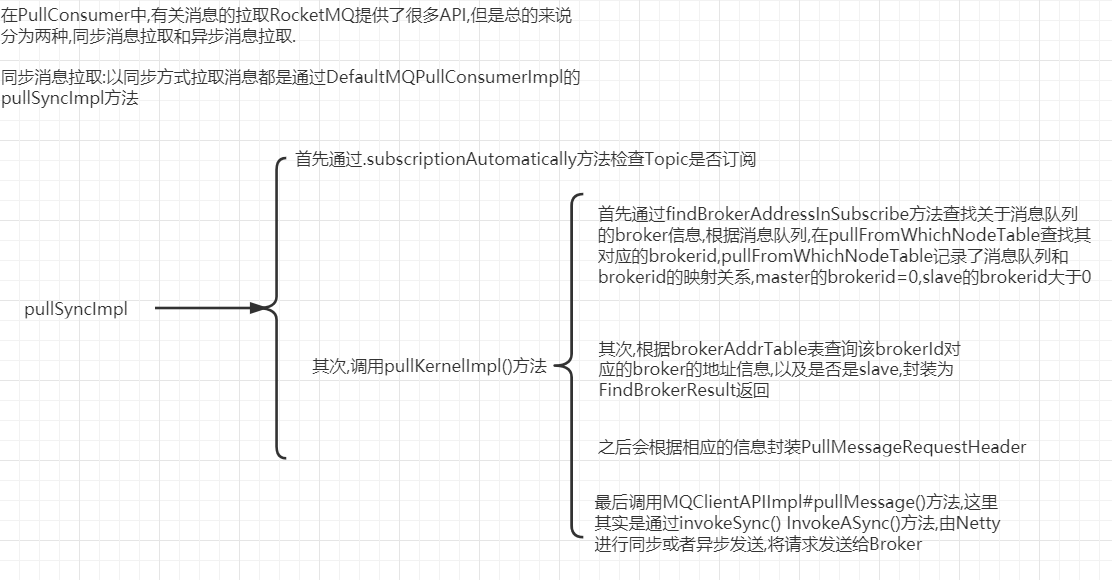 在PullConsumer中,有关消息的拉取RocketMQ提供了很多API,但是总的来说
分为两种,同步消息拉取和异步消息拉取.
同步消息拉取:以同步方式拉取消息都是通过DefaultMQPullConsumerImpl的
pullSyncImpl方法
首先通过.subscriptionAutomatically方法检查Topic是否订阅
首先通过findBrokerAddressInSubscribe方法查找关于消息队列
的broker信息,根据消息队列,在pullFromWhichNodeTable查找其
对应的brokerid,pullFromWhichNodeTable记录了消息队列和
brokerid的映射关系,master的brokerid=0,slave的brokerid大于0
pullSyncImpl
其次,调用pullKernelImpl()方法
其次,根据brokerAddrTable表查询该brokerId对
应的broker的地址信息,以及是否是slave,封装为
FindBrokerResult返回
之后会根据相应的信息封装PullMessageRequestHeader
最后调用MQClientAPIImpl#pullMessage()方法,这里
其实是通过invokeSync() InvokeASync()方法,由Netty
进行同步或者异步发送,将请求发送给Broker